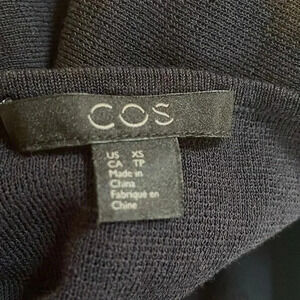 COS
US XS
CA TP
Made in
China
Fabriqué en
Chine